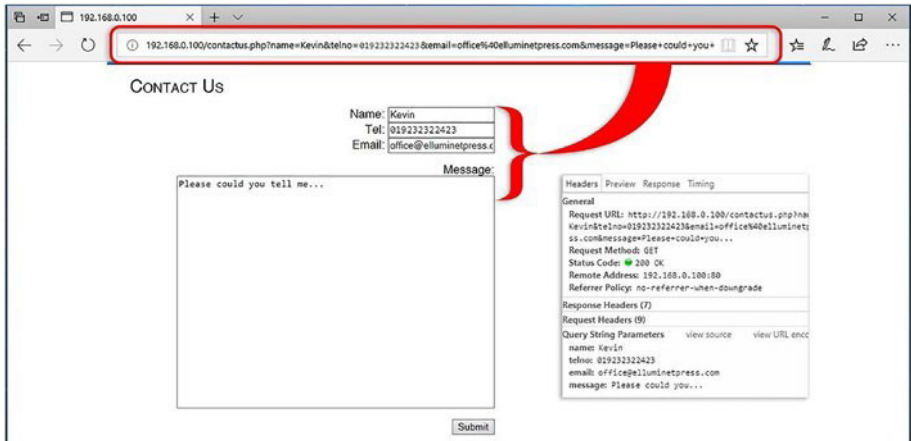 192.168.0.100
192.168.0.100/contactus.php?name=Kevin&telno=019232322423&email=office%40elluminetpress.com&message=Please+could+you+
CONTACT US
Name: Kevin
Tel: 019232322423
Email: office@elluminetpress.c
Message:
Please could you tell me...
Submit
Headers Preview Response Timing
General
Request URL: http://192.168.0.100/contactus.php?na
Kevin&telno=019232322423&email=office%40elluminetp
ss.com&message=Please+could+you...
Request Method: GET
Status Code: 200 OK
Remote Address: 192.168.0.100:80
Referrer Policy: no-referrer-when-downgrade
Response Headers (7)
Request Headers (9)
Query String Parameters view source view URL enco
name: Kevin
telno: 019232322423
email: office@elluminetpress.com
message: Please could you...